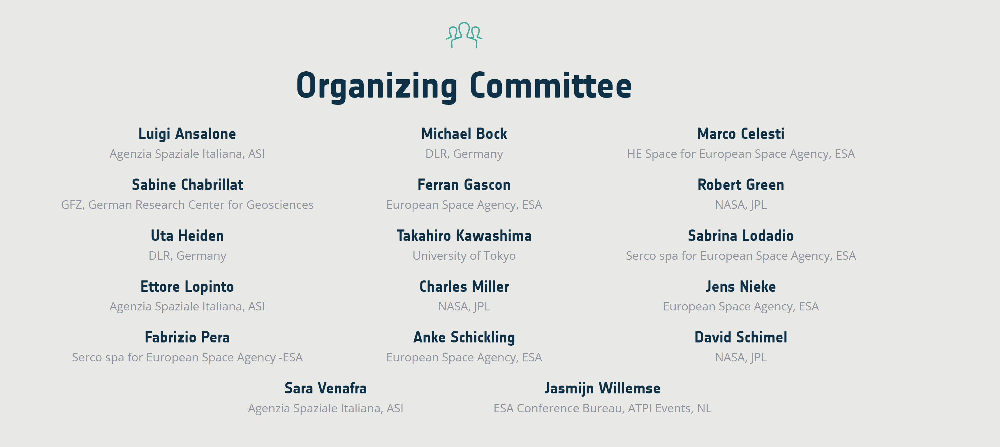 Organizing Committee
Luigi Ansalone
Agenzia Spaziale Italiana, ASI
Michael Bock
DLR, Germany
Marco Celesti
HE Space for European Space Agency, ESA
Sabine Chabrillat
GFZ, German Research Center for Geosciences
Ferran Gascon
European Space Agency, ESA
Robert Green
NASA, JPL
Uta Heiden
DLR, Germany
Takahiro Kawashima
University of Tokyo
Sabrina Lodadio
Serco spa for European Space Agency, ESA
Ettore Lopinto
Agenzia Spaziale Italiana, ASI
Charles Miller
NASA, JPL
Jens Nieke
European Space Agency, ESA
Fabrizio Pera
Serco spa for European Space Agency -ESA
Anke Schickling
European Space Agency, ESA
David Schimel
NASA, JPL
Sara Venafra
Agenzia Spaziale Italiana, ASI
Jasmijn Willemse
ESA Conference Bureau, ATPI Events, NL